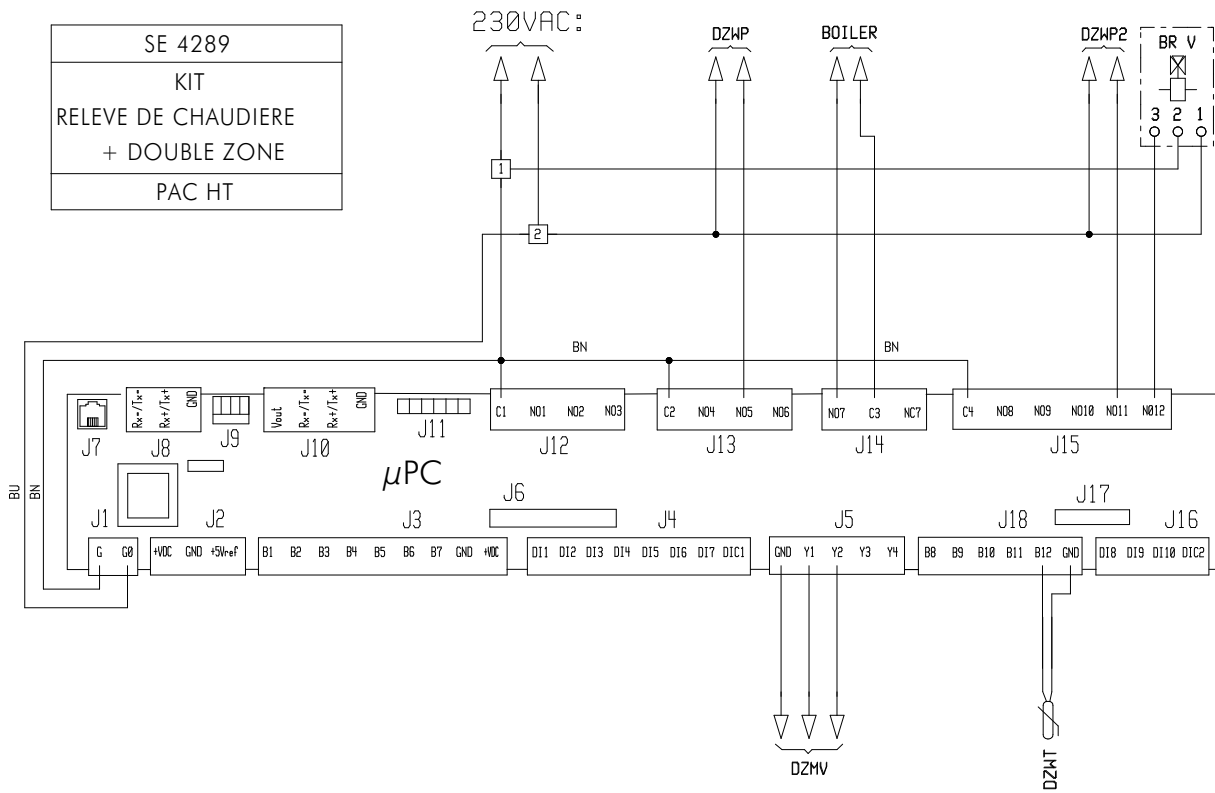 SE 4289
KIT
RELEVE DE CHAUDIERE
+ DOUBLE ZONE
PAC HT
230VAC:
DZWP
BOILER
DZWP2
BR V
3 2 1
1
2
BN
BN
BU
BN
Rx-/Tx-
Rx+/Tx+
GND
Vout
Rx-/Tx-
Rx+/Tx+
GND
C1 NO1 NO2 NO3
C2 NO4 NO5 NO6
NO7 C3 NC7
C4 NO8 NO9 NO10 NO11 NO12
J7 J8 J9 J10 J11 J12 J13 J14 J15
µPC
J1 J2 J3 J6 J4 J5 J18 J17 J16
G G0
+VDC GND +5Vref
B1 B2 B3 B4 B5 B6 B7 GND +VDC
DI1 DI2 DI3 DI4 DI5 DI6 DI7 DIC1
GND Y1 Y2 Y3 Y4
B8 B9 B10 B11 B12 GND
DI8 DI9 DI10 DIC2
DZMV
DZWT